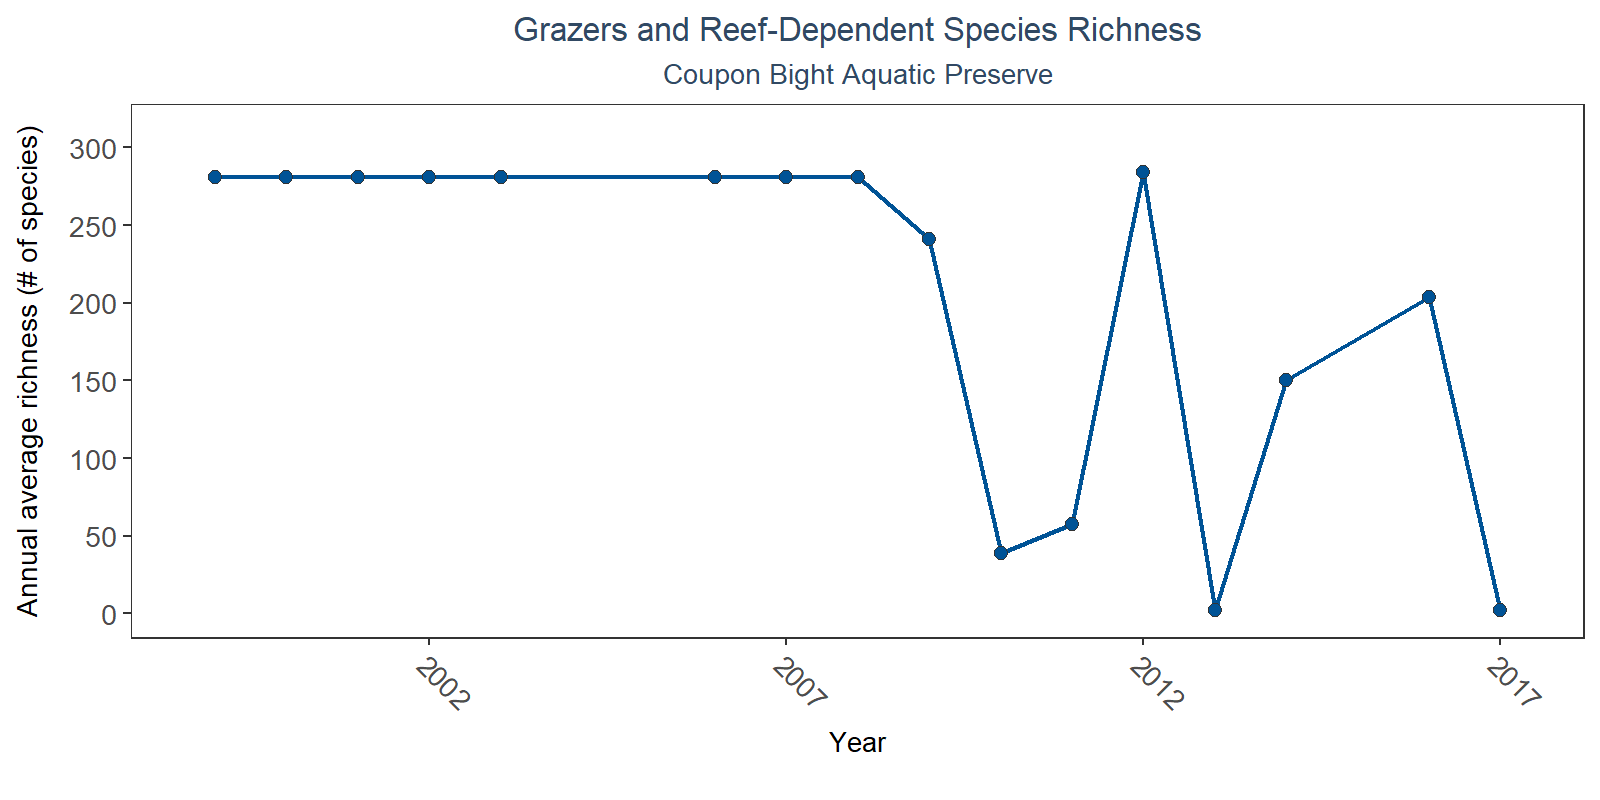 Grazers and Reef-Dependent Species Richness
Coupon Bight Aquatic Preserve
Annual average richness (# of species)
300
250
200
150
100
50
0
2002
2007
2012
2017
Year